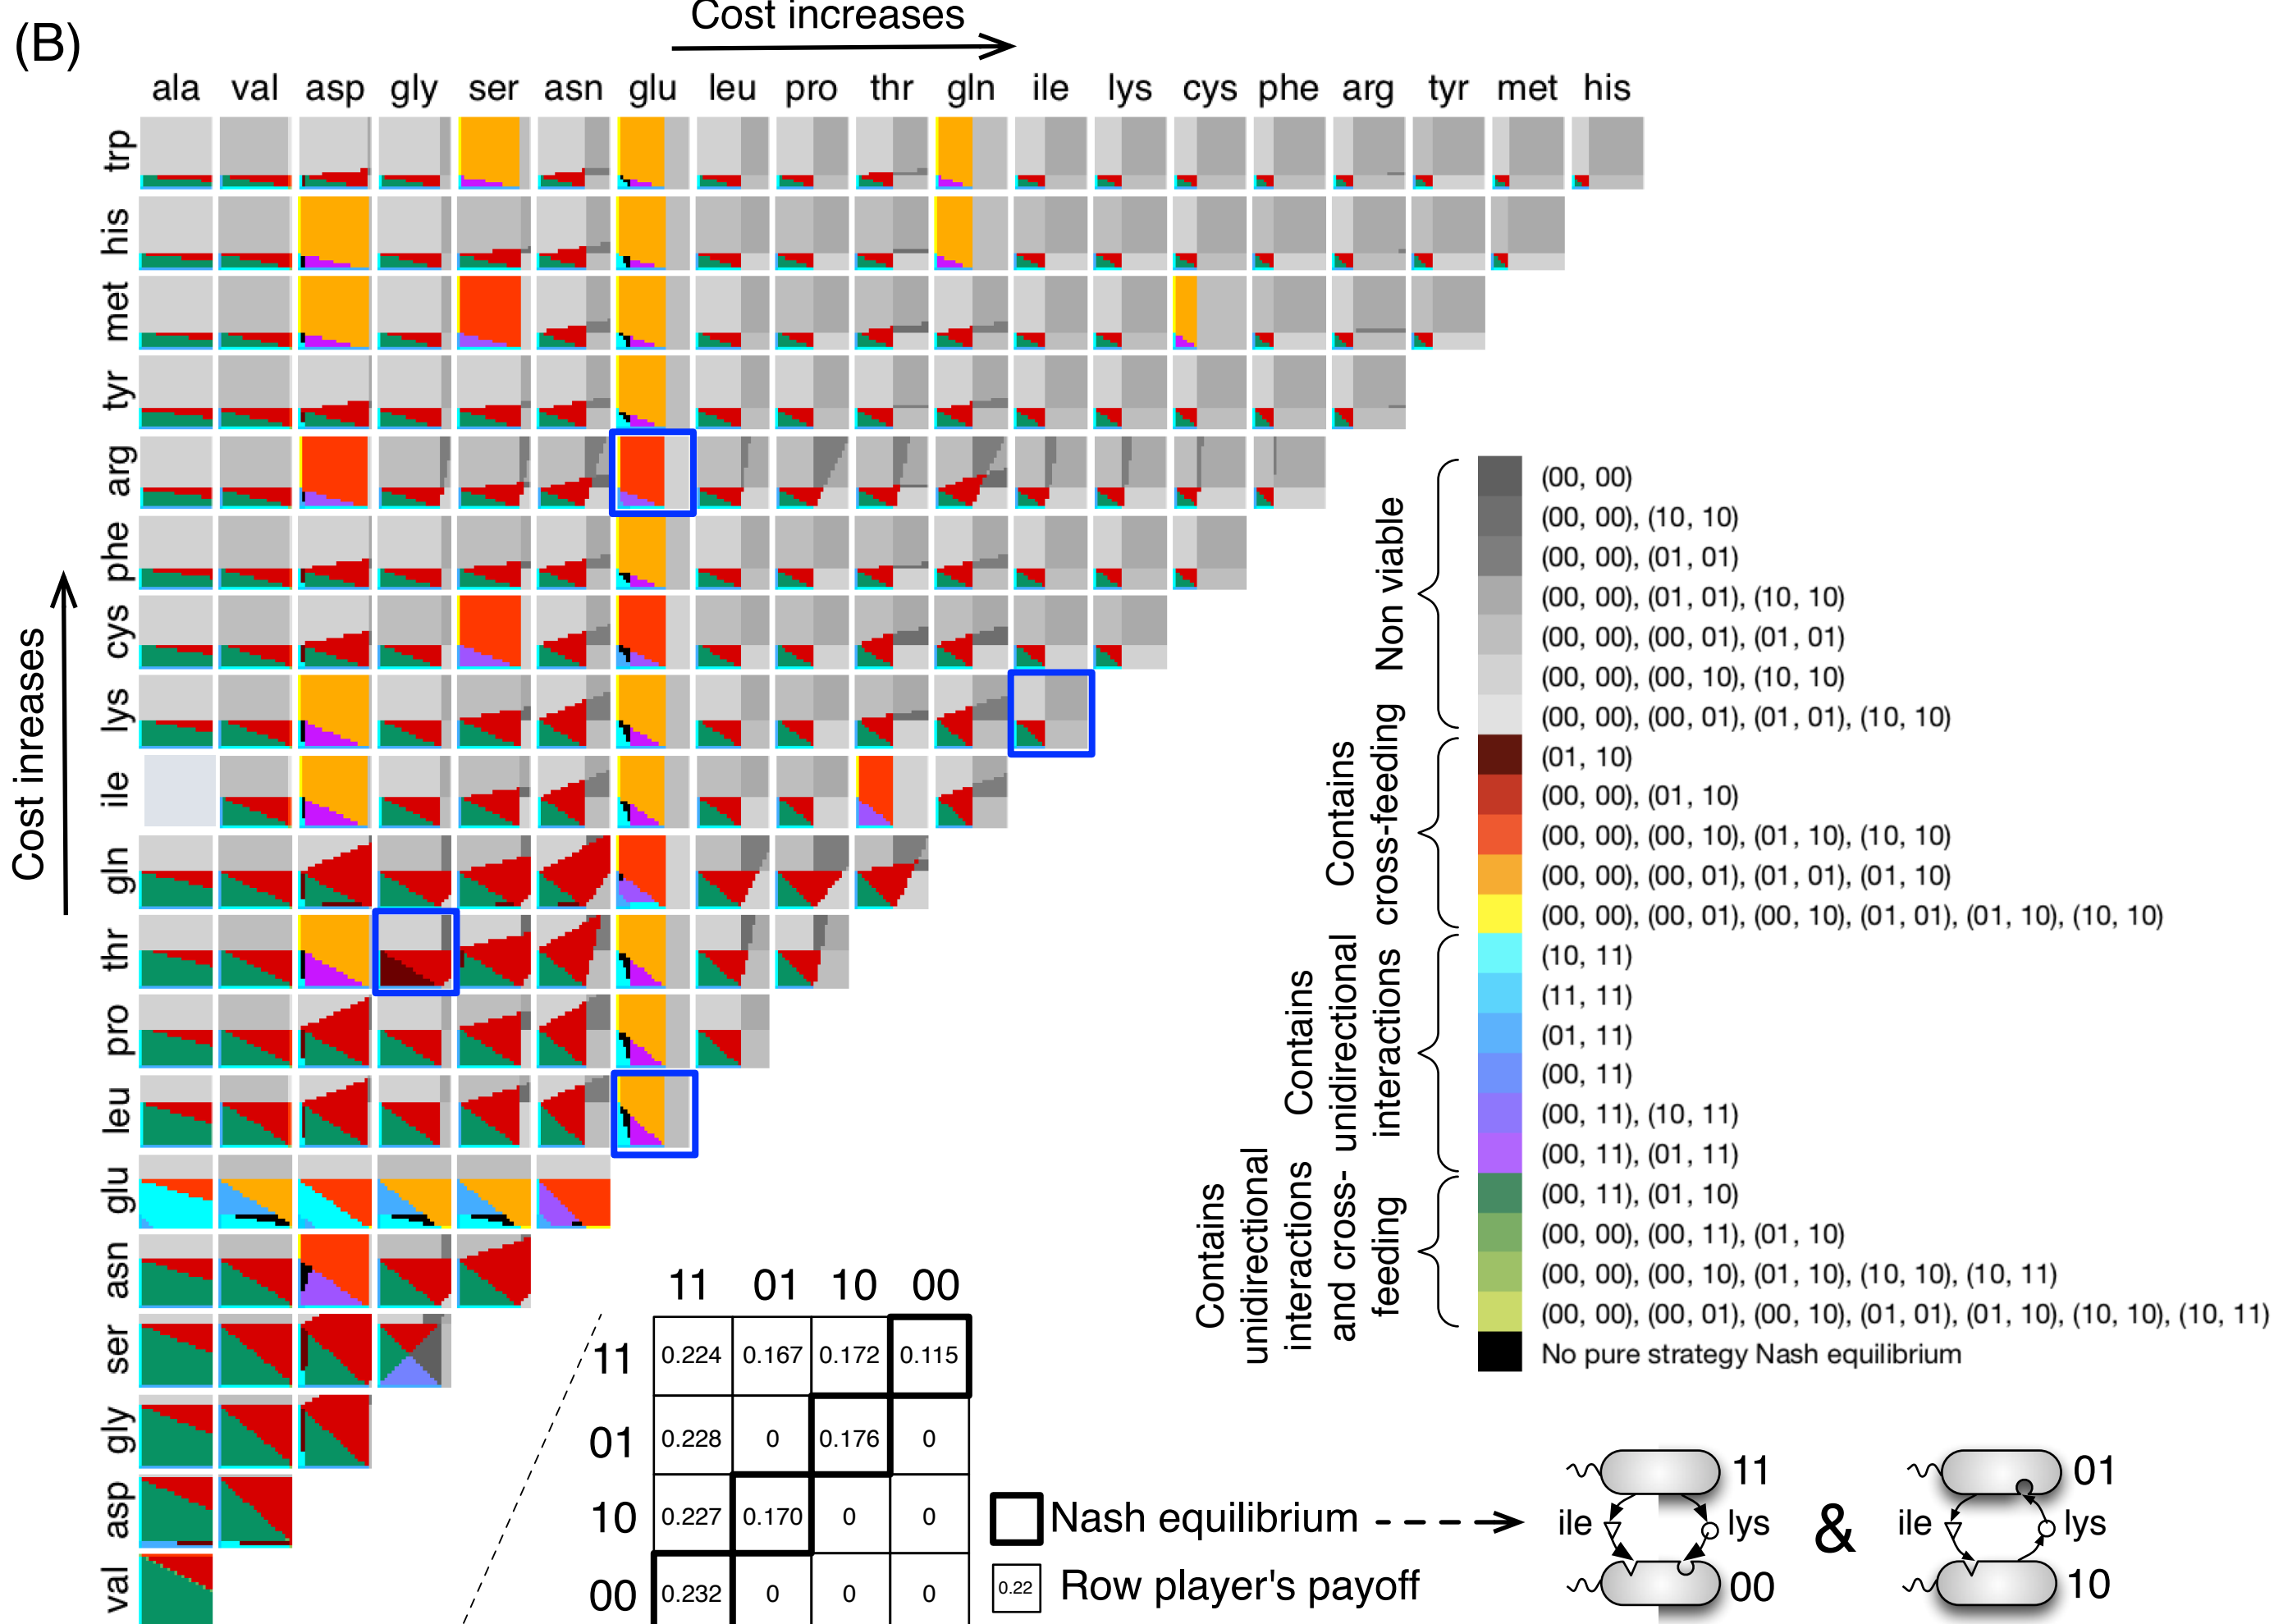 (B)
Cost increases
ala val asp gly ser asn glu leu pro thr gln ile lys cys phe arg tyr met his
trp
his
met
tyr
arg
phe
cys
lys
ile
gln
thr
pro
leu
glu
asn
ser
gly
asp
val
Cost inreases
Non viable
(00, 00)
(00, 00), (10, 10)
(00, 00), (01, 01)
(00, 00), (01, 01), (10, 10)
(00, 00), (00, 01), (01, 01)
(00, 00), (00, 10), (10, 10)
(00, 00), (00, 01), (01, 01), (10, 10)
Contains
cross-feeding
(01, 10)
(00, 00), (01, 10)
(00, 00), (00, 10), (01, 10), (10, 10)
(00, 00), (00, 01), (01, 01), (01, 10)
(00, 00), (00, 01), (00, 10), (01, 01), (01, 10), (10, 10)
Contains
unidirectional
interactions
(10, 11)
(11, 11)
(01, 11)
(00, 11)
(00, 11), (10, 11)
(00, 11), (01, 11)
Contains
unidirectional
interactions
and cross-
feeding
(00, 11), (01, 10)
(00, 00), (00, 11), (01, 10)
(00, 00), (00, 10), (01, 10), (10, 10), (10, 11)
(00, 00), (00, 01), (00, 10), (01, 01), (01, 10), (10, 10), (10, 11)
No pure strategy Nash equilibrium
11 01 10 00
11 0.224 0.167 0.172 0.115
01 0.228 0 0.176 0
10 0.227 0.170 0 0
00 0.232 0 0 0
Nash equilibrium
0.22 Row player's payoff
11
ile lys
00
&
01
ile lys
10